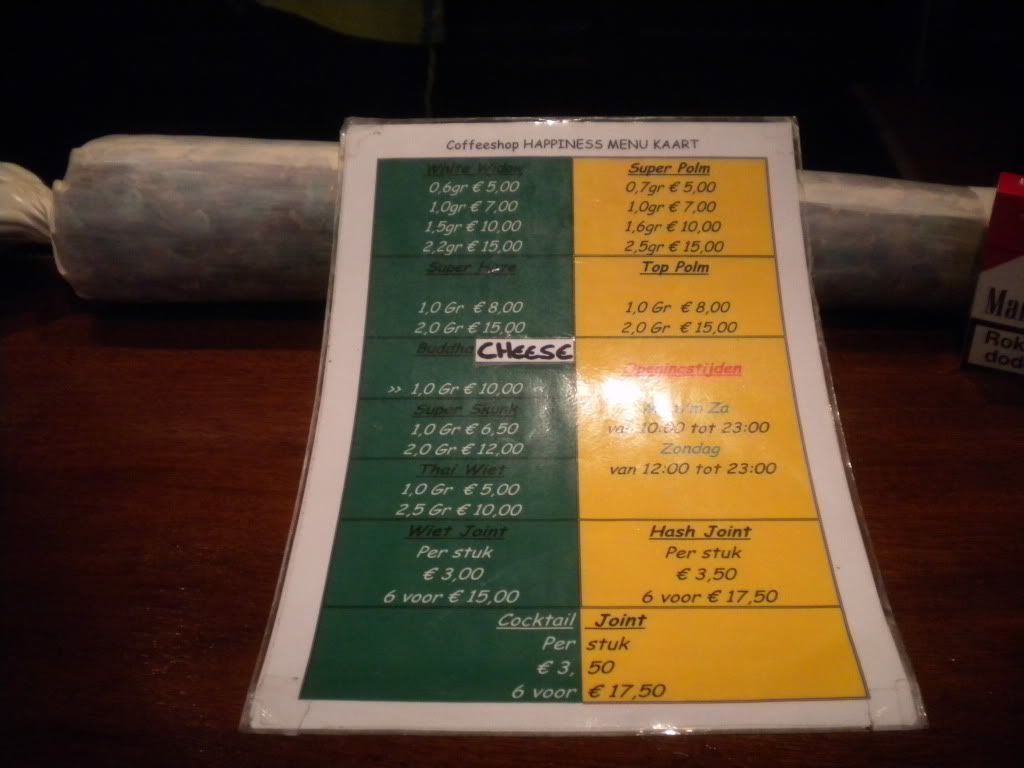 Coffeeshop HAPPINESS MENU KAART
White Widow
0,6gr € 5,00
1,0gr € 7,00
1,5gr € 10,00
2,2gr € 15,00
Super Haze
1,0 Gr € 8,00
2,0 Gr € 15,00
Buddha CHEESE
>> 1,0 Gr € 10,00 «
Super Skunk
1,0 Gr € 6,50
2,0 Gr € 12,00
Thai Wiet
1,0 Gr € 5,00
2,5 Gr € 10,00
Wiet Joint
Per stuk
€ 3,00
6 voor € 15,00
Super Polm
0,7gr € 5,00
1,0gr € 7,00
1,6gr € 10,00
2,5gr € 15,00
Top Polm
1,0 Gr € 8,00
2,0 Gr € 15,00
Openingstijden
t/m Za
van 10:00 tot 23:00
Zondag
van 12:00 tot 23:00
Hash Joint
Per stuk
€ 3,50
6 voor € 17,50
Cocktail Joint
Per stuk
€ 3, 50
6 voor € 17,50
Mar
Rok
dod